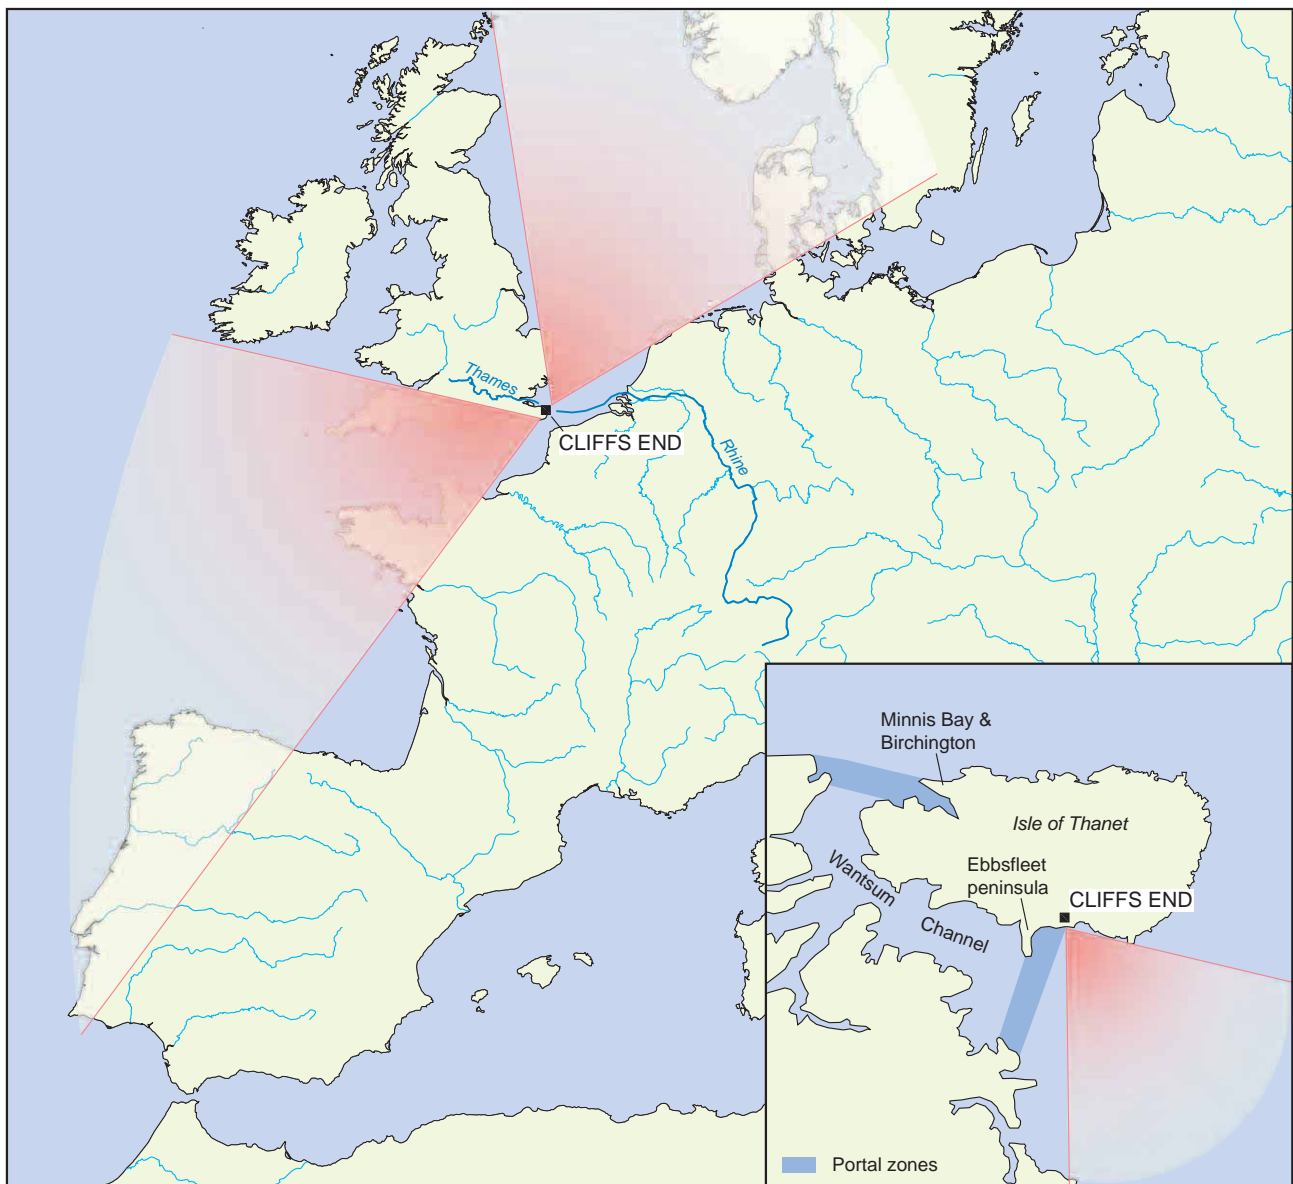 Thames
CLIFFS END
Rhine
Minnis Bay &
Birchington
Isle of Thanet
Ebbsfleet
peninsula
CLIFFS END
Wantsum
Channel
Portal zones